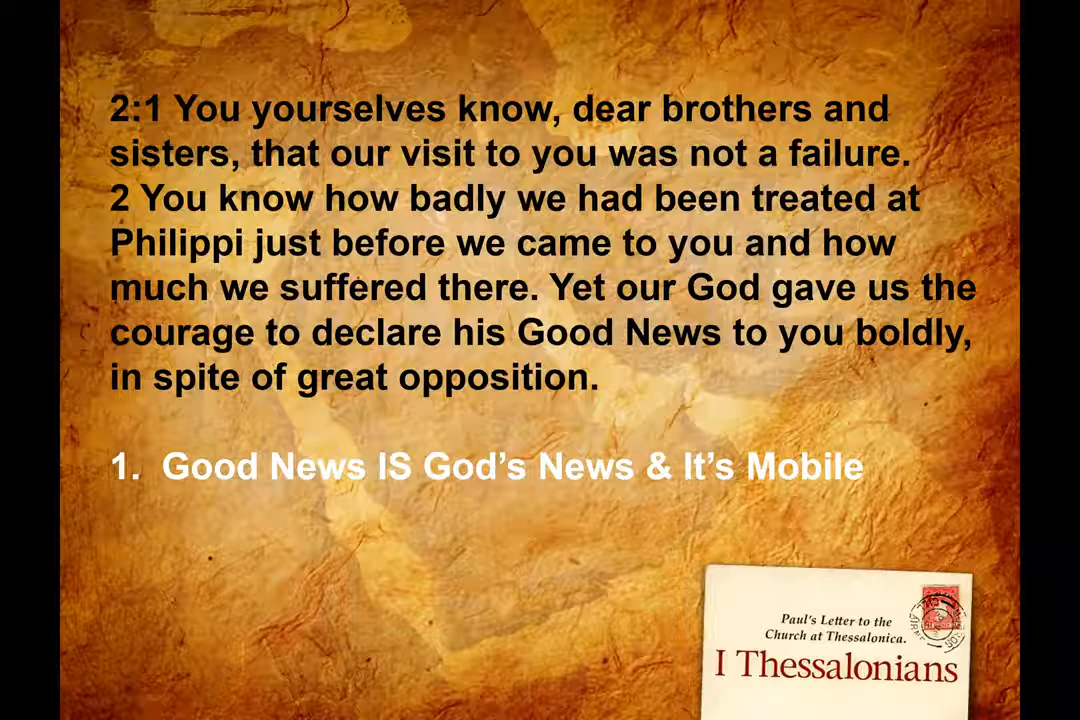 2:1 You yourselves know, dear brothers and
sisters, that our visit to you was not a failure.
2 You know how badly we had been treated at
Philippi just before we came to you and how
much we suffered there. Yet our God gave us the
courage to declare his Good News to you boldly,
in spite of great opposition.
1. Good News IS God’s News & It’s Mobile
Paul's Letter to the
Church at Thessalonica.
I Thessalonians